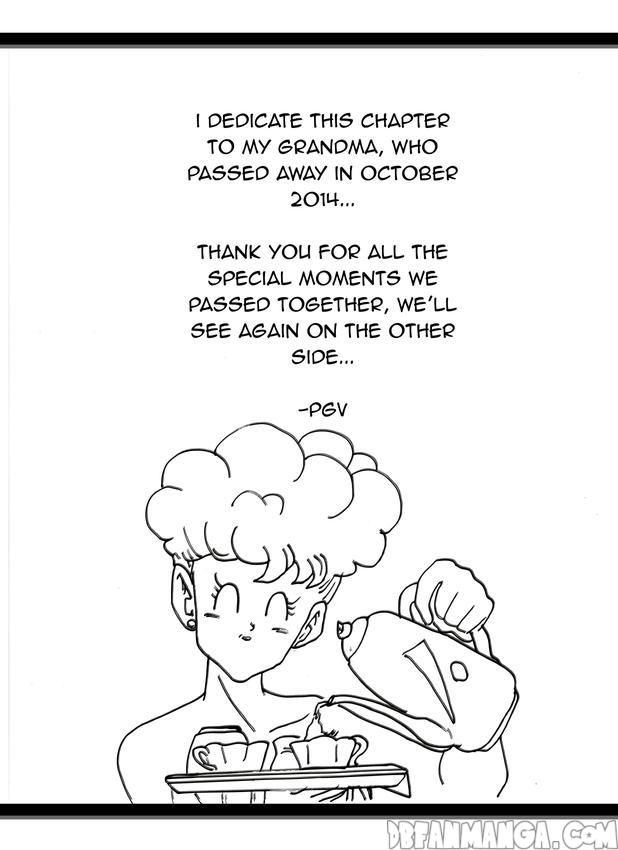 I DEDICATE THIS CHAPTER
TO MY GRANDMA, WHO
PASSED AWAY IN OCTOBER
2014...
THANK YOU FOR ALL THE
SPECIAL MOMENTS WE
PASSED TOGETHER, WE'LL
SEE AGAIN ON THE OTHER
SIDE...
-PGV
DBFANMANGA.COM